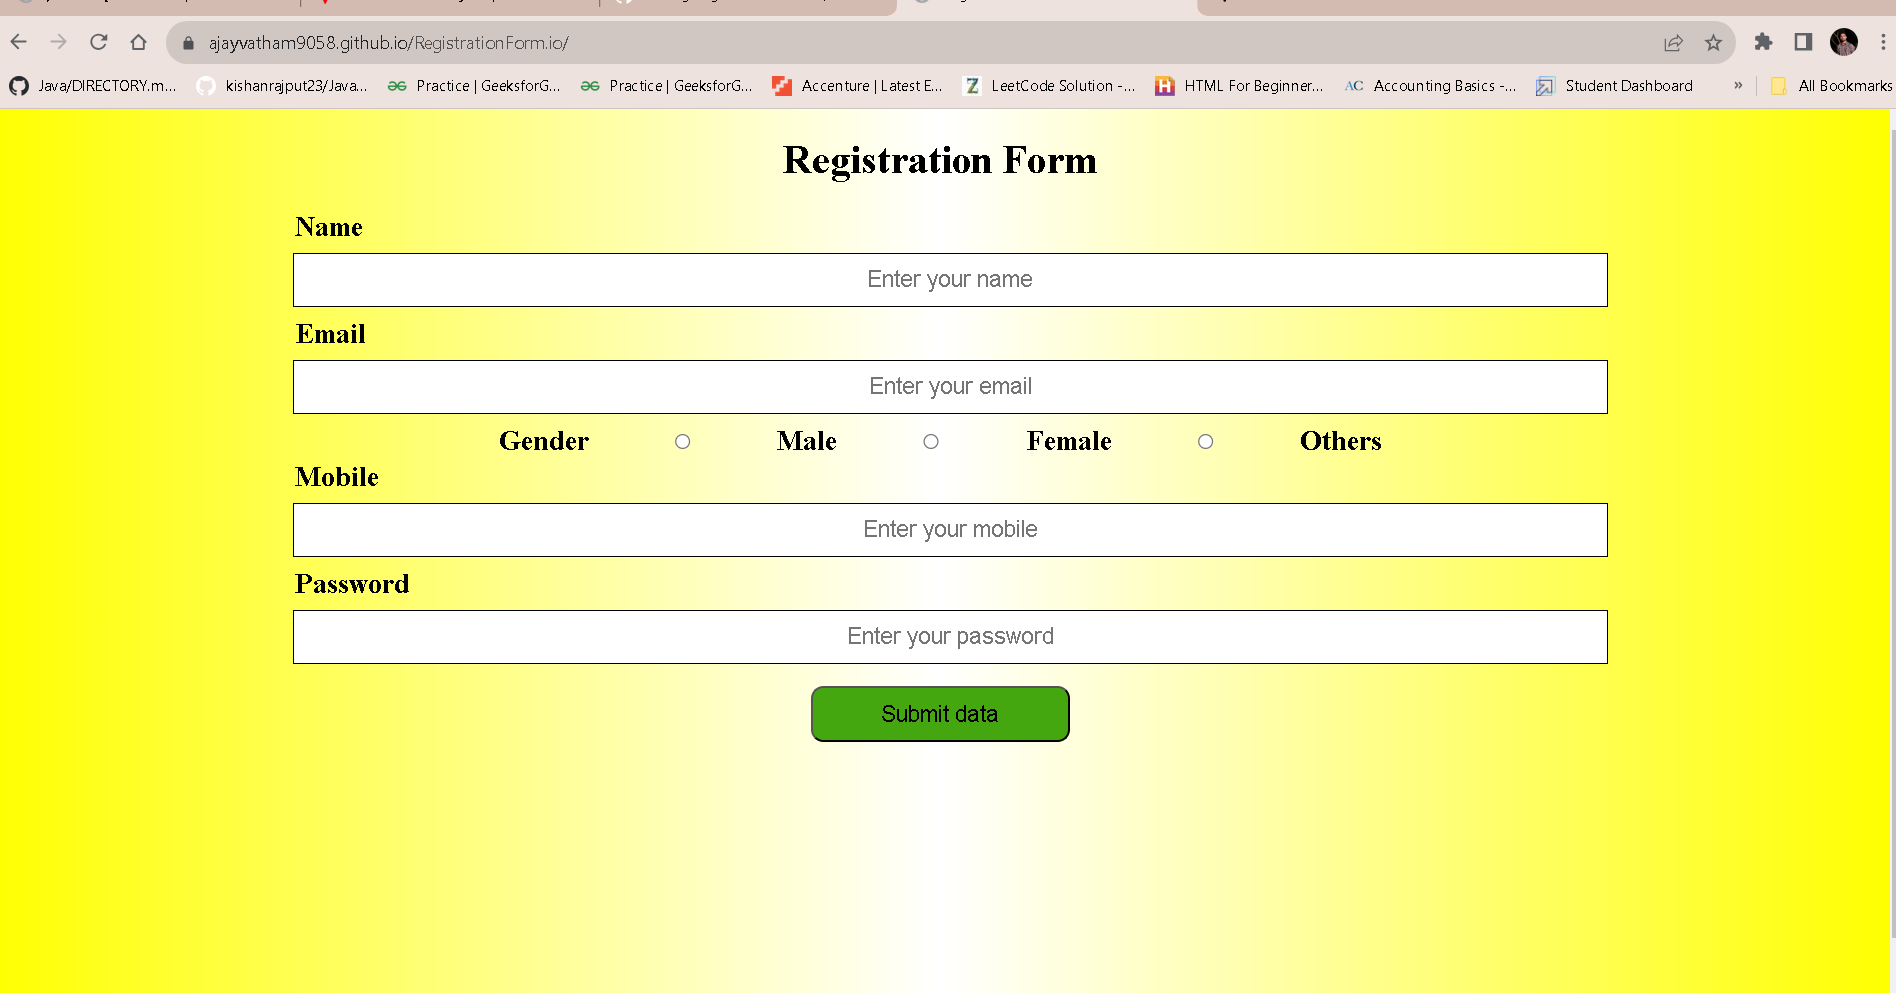 ajayvatham9058.github.io/RegistrationForm.io/
Java/DIRECTORY.m... kishanrajput23/Java... Practice | GeeksforG... Practice | GeeksforG... Accenture | Latest E... LeetCode Solution -... HTML For Beginner... AC Accounting Basics -... Student Dashboard » All Bookmarks
Registration Form
Name
Enter your name
Email
Enter your email
Gender Male Female Others
Mobile
Enter your mobile
Password
Enter your password
Submit data